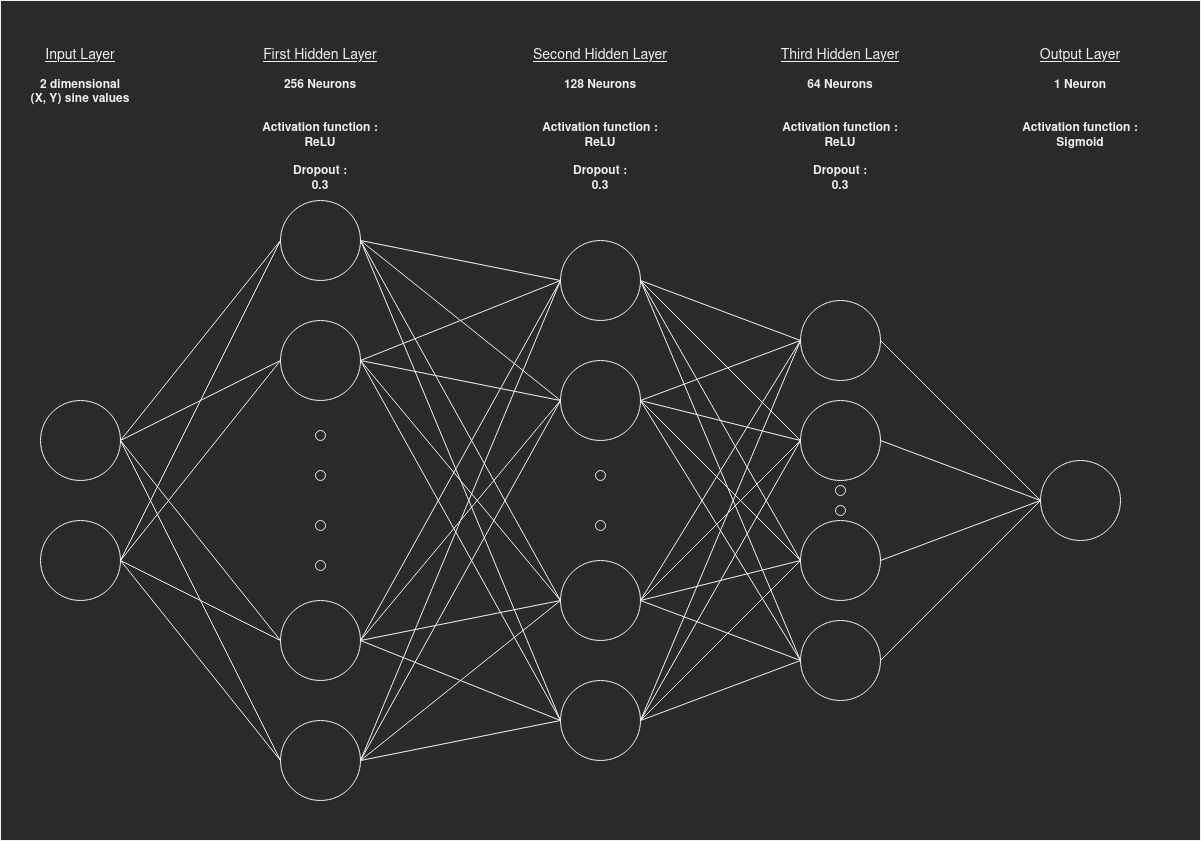 Input Layer
2 dimensional
(X, Y) sine values
First Hidden Layer
256 Neurons
Activation function :
ReLU
Dropout :
0.3
Second Hidden Layer
128 Neurons
Activation function :
ReLU
Dropout :
0.3
Third Hidden Layer
64 Neurons
Activation function :
ReLU
Dropout :
0.3
Output Layer
1 Neuron
Activation function :
Sigmoid